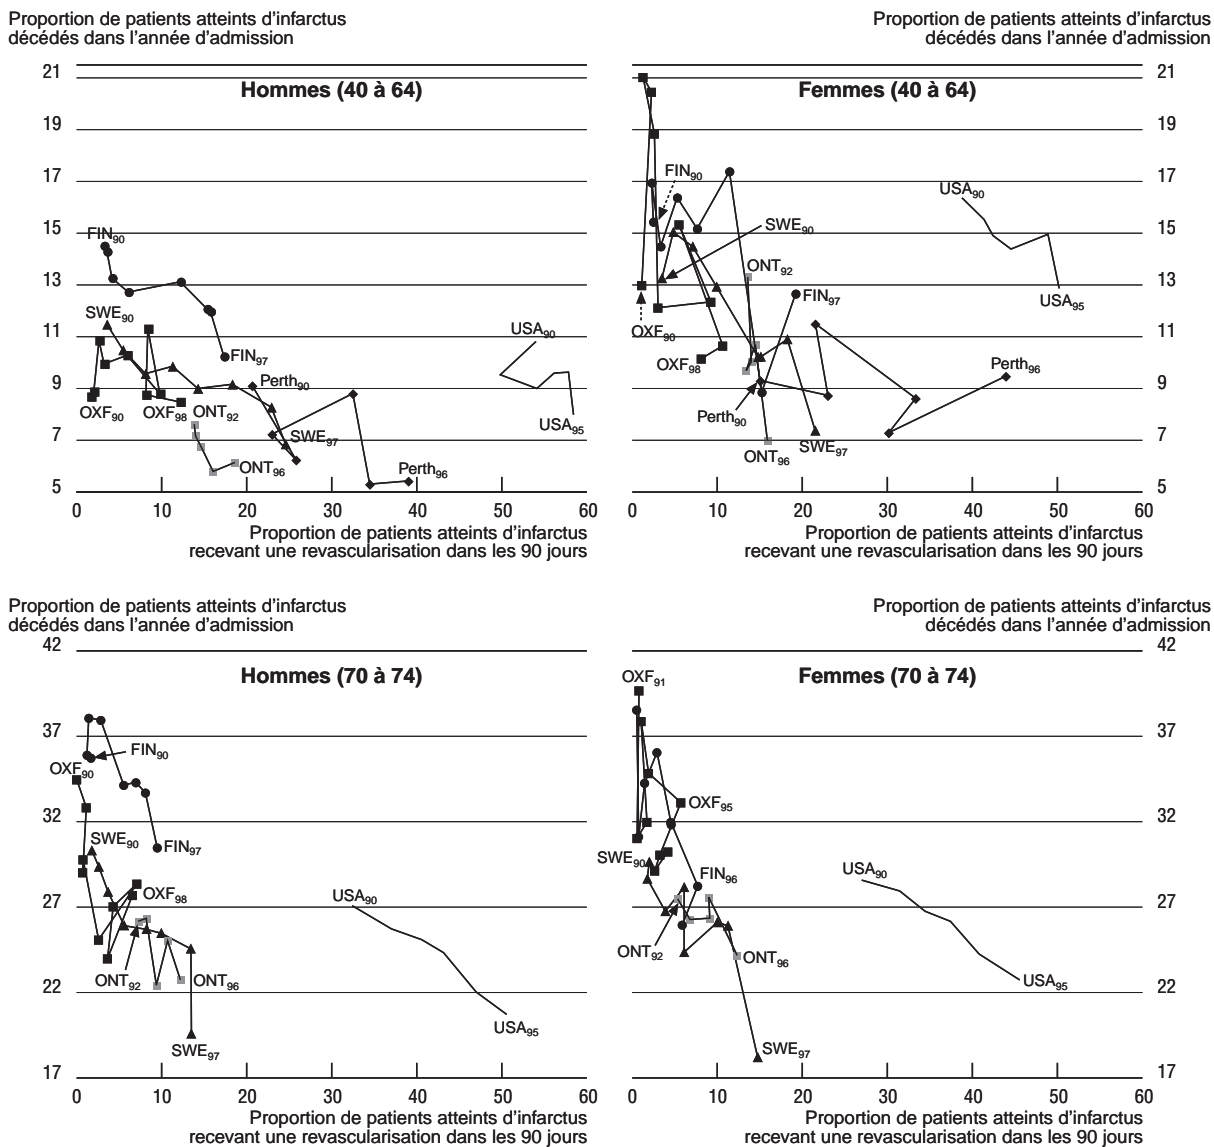 Proportion de patients atteints d'infarctus
décédés dans l'année d'admission
21
19
17
15
13
11
9
7
5
Hommes (40 à 64)
FIN90
SWE90
USA90
FIN97
Perth90
OXF90
OXF98
ONT92
USA95
SWE97
ONT96
Perth96
0 10 20 30 40 50 60
Proportion de patients atteints d'infarctus
recevant une revascularisation dans les 90 jours
Proportion de patients atteints d'infarctus
décédés dans l'année d'admission
21
19
17
15
13
11
9
7
5
Femmes (40 à 64)
FIN90
USA90
SWE90
ONT92
FIN97
USA95
OXF90
OXF98
Perth96
Perth90
ONT96
SWE97
0 10 20 30 40 50 60
Proportion de patients atteints d'infarctus
recevant une revascularisation dans les 90 jours
Proportion de patients atteints d'infarctus
décédés dans l'année d'admission
42
37
32
27
22
17
Hommes (70 à 74)
FIN90
OXF90
SWE90
FIN97
OXF98
USA90
ONT92
ONT96
USA95
SWE97
0 10 20 30 40 50 60
Proportion de patients atteints d'infarctus
recevant une revascularisation dans les 90 jours
Proportion de patients atteints d'infarctus
décédés dans l'année d'admission
42
37
32
27
22
17
Femmes (70 à 74)
OXF91
OXF95
SWE90
FIN96
USA90
ONT92
ONT96
USA95
SWE97
0 10 20 30 40 50 60
Proportion de patients atteints d'infarctus
recevant une revascularisation dans les 90 jours